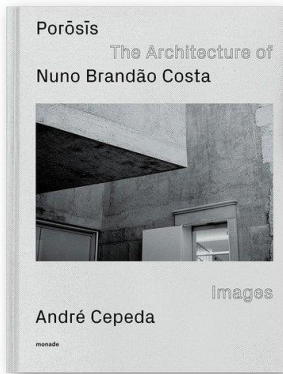 Porōsīs
The Architecture of
Nuno Brandão Costa
Images
André Cepeda
monade